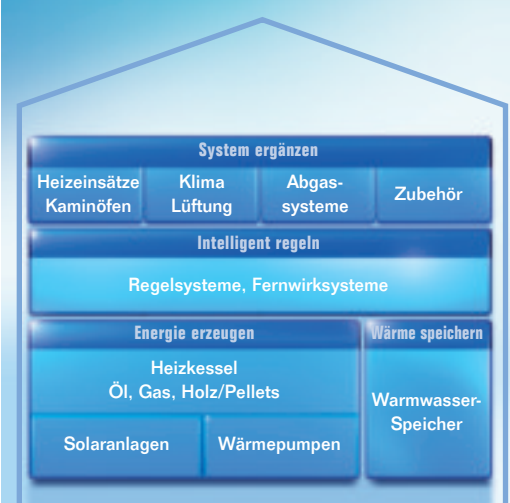 System ergänzen
Heizeinsätze
Kaminöfen
Klima
Lüftung
Abgas-
systeme
Zubehör
Intelligent regeln
Regelsysteme, Fernwirksysteme
Energie erzeugen
Heizkessel
Öl, Gas, Holz/Pellets
Solaranlagen
Wärmepumpen
Wärme speichern
Warmwasser-
Speicher